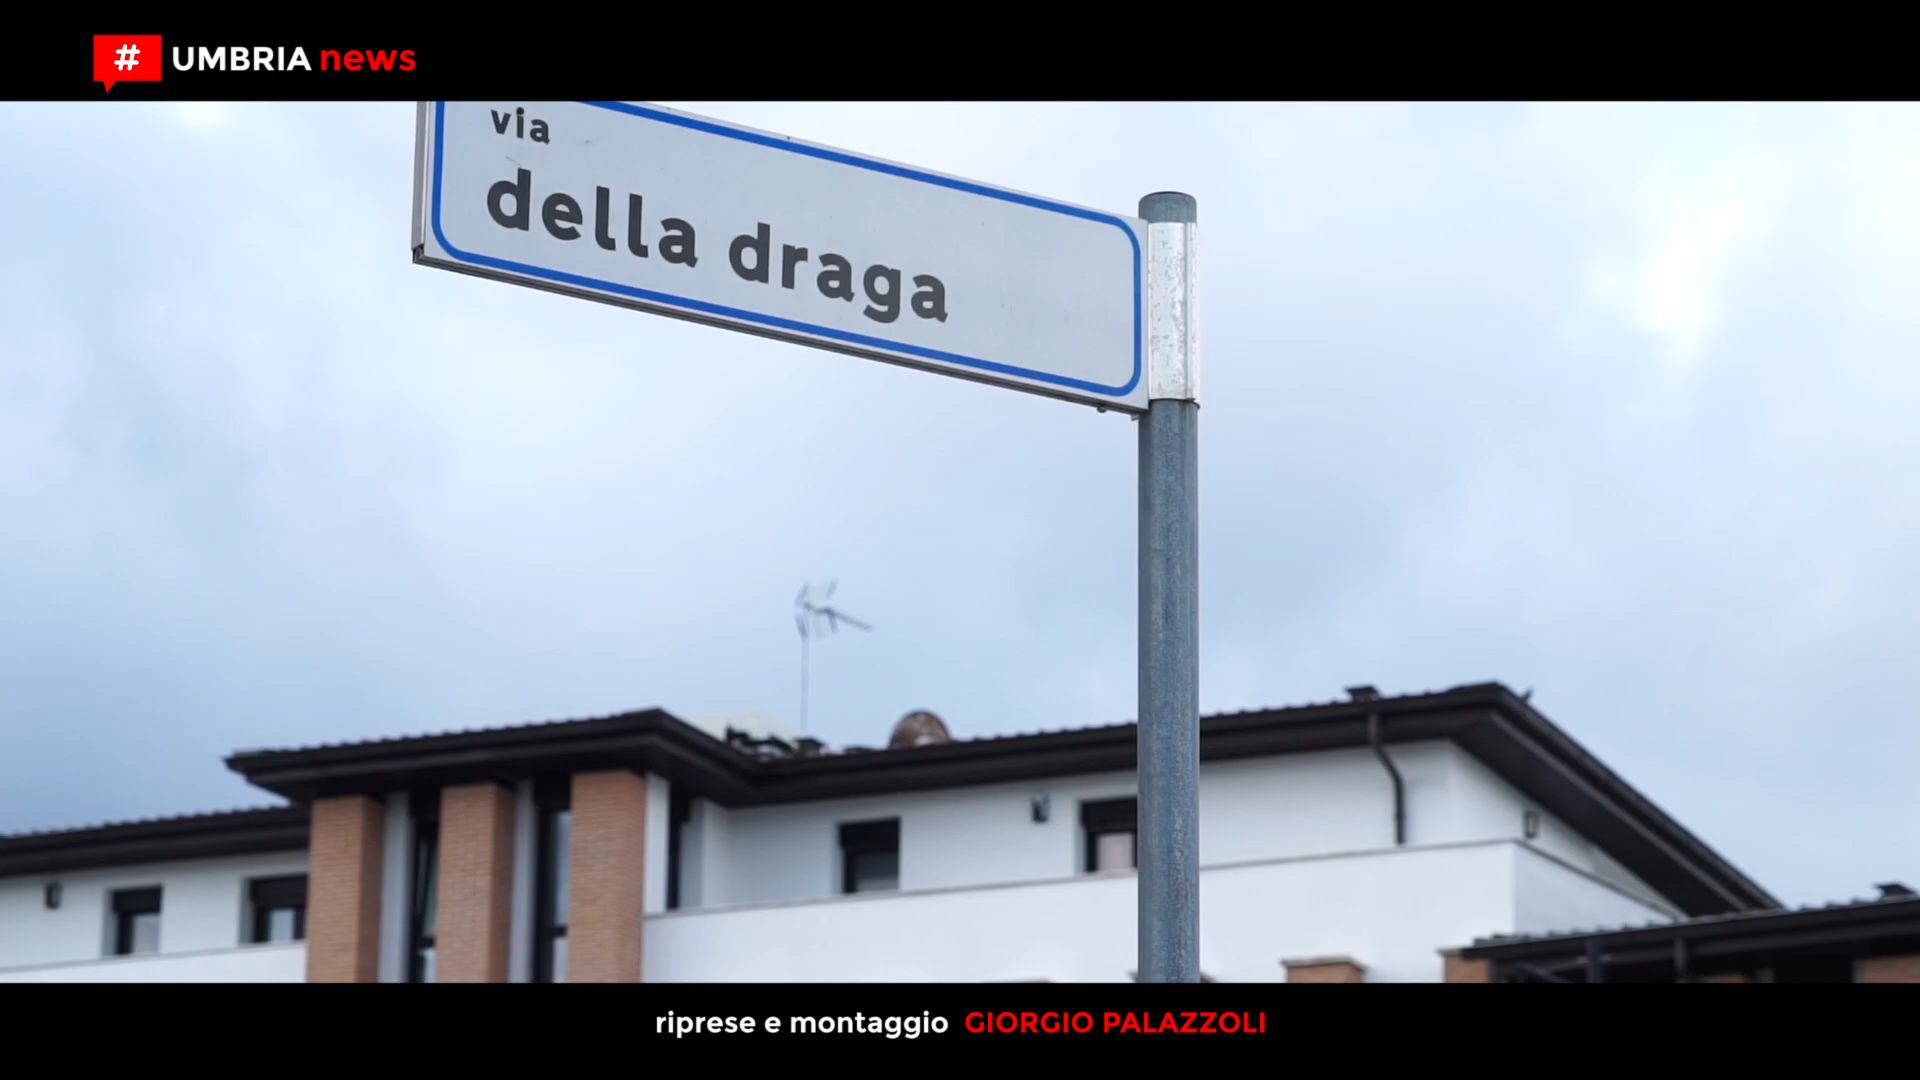 # UMBRIA news
via
della draga
riprese e montaggio GIORGIO PALAZZOLI